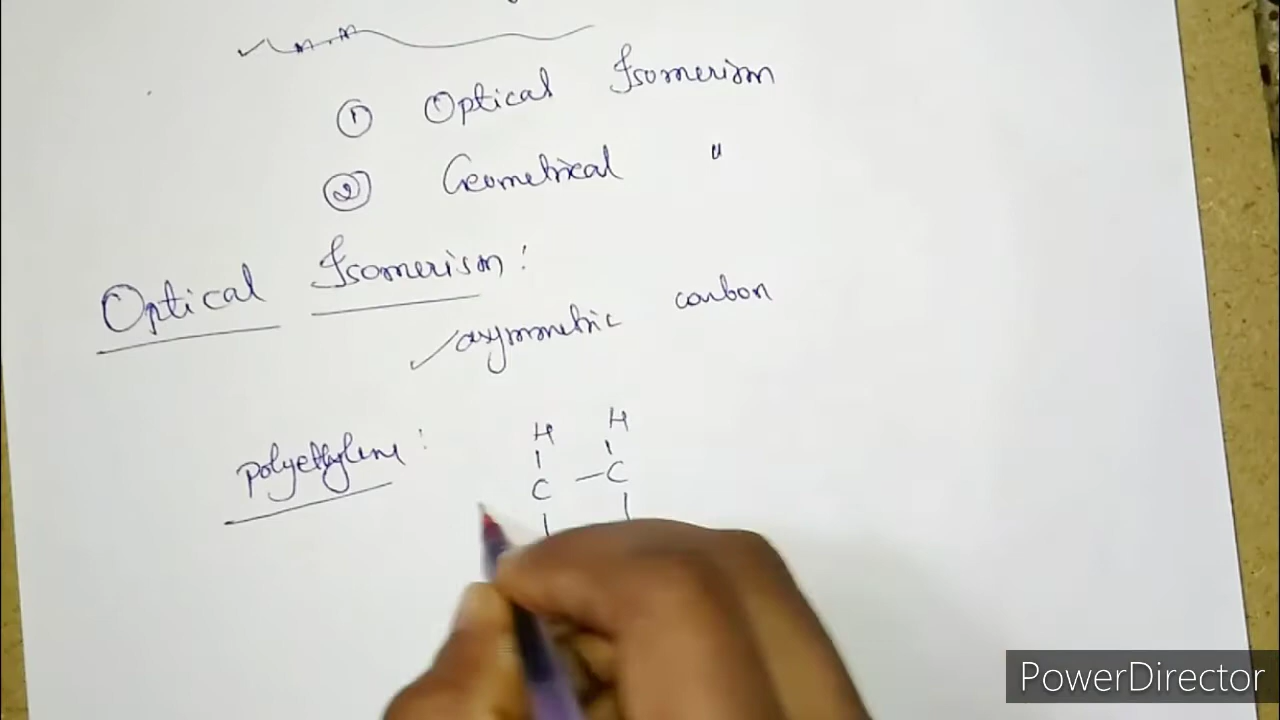 ① Optical Isomerism
② Geometrical "
Optical Isomerism:
✓ asymmetric carbon
polyethylene:
H H
C - C
PowerDirector